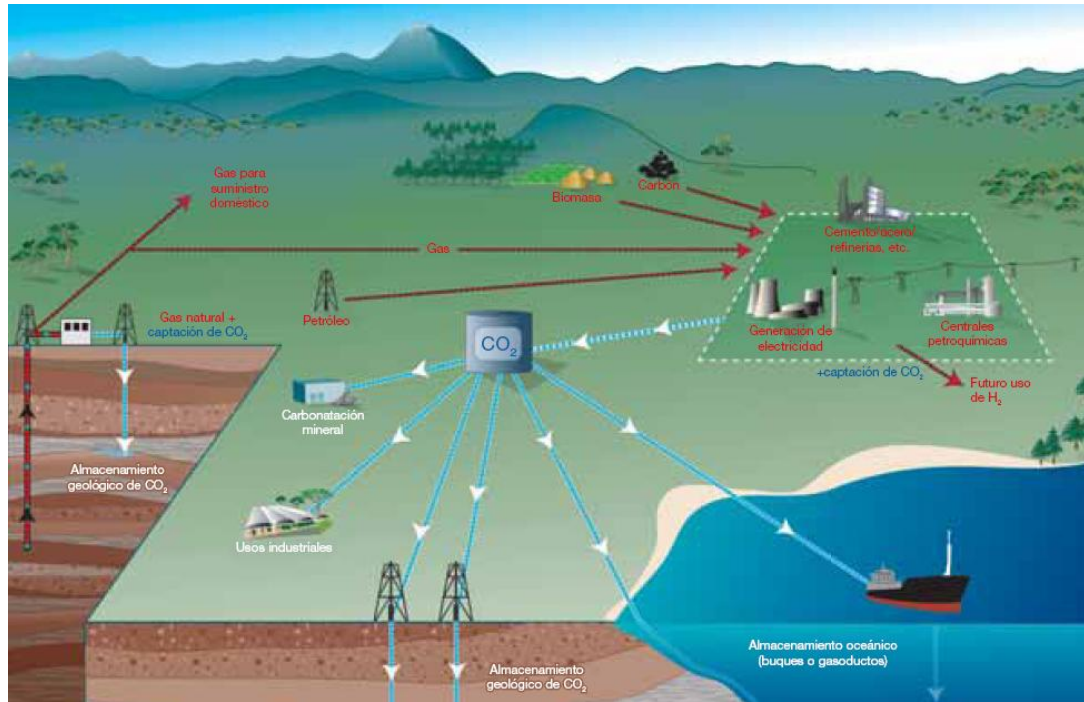 Gas para
suministro
doméstico
Carbón
Biomasa
Cemento/acero/
refinerias, etc.
Gas
Petróleo
Gas natural +
captación de CO₂
CO₂
Generación de
electricidad
Centrales
petroquímicas
+captación de CO₂
Futuro uso
de H₂
Carbonatación
mineral
Almacenamiento
geológico de CO₂
Usos industriales
Almacenamiento oceánico
(buques o gasoductos)
Almacenamiento
geológico de CO₂